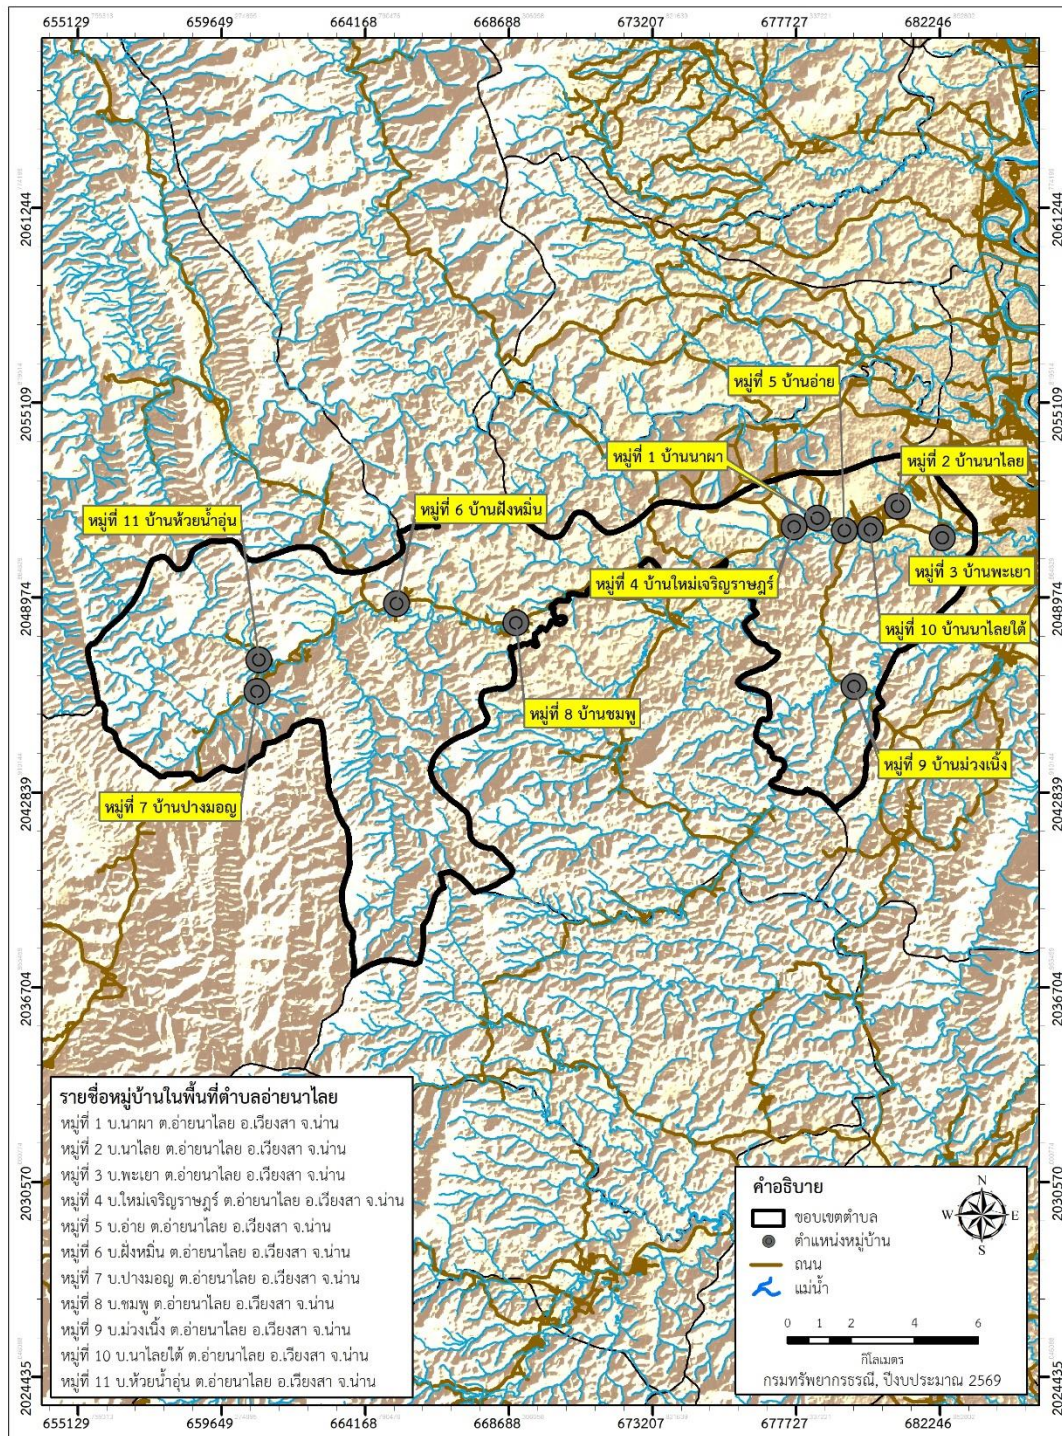 655129 659649 664168 668688 673207 677727 682246
2061244 2061244
หมู่ที่ 5 บ้านอ่าย
2055109 2055109
หมู่ที่ 1 บ้านนาผา
หมู่ที่ 2 บ้านนาไลย
หมู่ที่ 6 บ้านฝั่งหมิ่น
หมู่ที่ 11 บ้านห้วยน้ำอุ่น
หมู่ที่ 3 บ้านพะเยา
หมู่ที่ 4 บ้านใหม่เจริญราษฎร์
2048974 2048974
หมู่ที่ 10 บ้านนาไลยใต้
หมู่ที่ 8 บ้านชมพู
หมู่ที่ 9 บ้านม่วงเนิ้ง
หมู่ที่ 7 บ้านปางมอญ
2042839 2042839
2036704 2036704
รายชื่อหมู่บ้านในพื้นที่ตำบลอ่ายนาไลย
หมู่ที่ 1 บ.นาผา ต.อ่ายนาไลย อ.เวียงสา จ.น่าน
หมู่ที่ 2 บ.นาไลย ต.อ่ายนาไลย อ.เวียงสา จ.น่าน
หมู่ที่ 3 บ.พะเยา ต.อ่ายนาไลย อ.เวียงสา จ.น่าน
หมู่ที่ 4 บ.ใหม่เจริญราษฎร์ ต.อ่ายนาไลย อ.เวียงสา จ.น่าน
หมู่ที่ 5 บ.อ่าย ต.อ่ายนาไลย อ.เวียงสา จ.น่าน
หมู่ที่ 6 บ.ฝั่งหมิ่น ต.อ่ายนาไลย อ.เวียงสา จ.น่าน
หมู่ที่ 7 บ.ปางมอญ ต.อ่ายนาไลย อ.เวียงสา จ.น่าน
หมู่ที่ 8 บ.ชมพู ต.อ่ายนาไลย อ.เวียงสา จ.น่าน
หมู่ที่ 9 บ.ม่วงเนิ้ง ต.อ่ายนาไลย อ.เวียงสา จ.น่าน
หมู่ที่ 10 บ.นาไลยใต้ ต.อ่ายนาไลย อ.เวียงสา จ.น่าน
หมู่ที่ 11 บ.ห้วยน้ำอุ่น ต.อ่ายนาไลย อ.เวียงสา จ.น่าน
2030570 2030570
คำอธิบาย
ขอบเขตตำบล
ตำแหน่งหมู่บ้าน
ถนน
แม่น้ำ
N
W E
S
0 1 2 4 6
กิโลเมตร
กรมทรัพยากรธรณี, ปีงบประมาณ 2569
2024435 2024435
655129 659649 664168 668688 673207 677727 682246